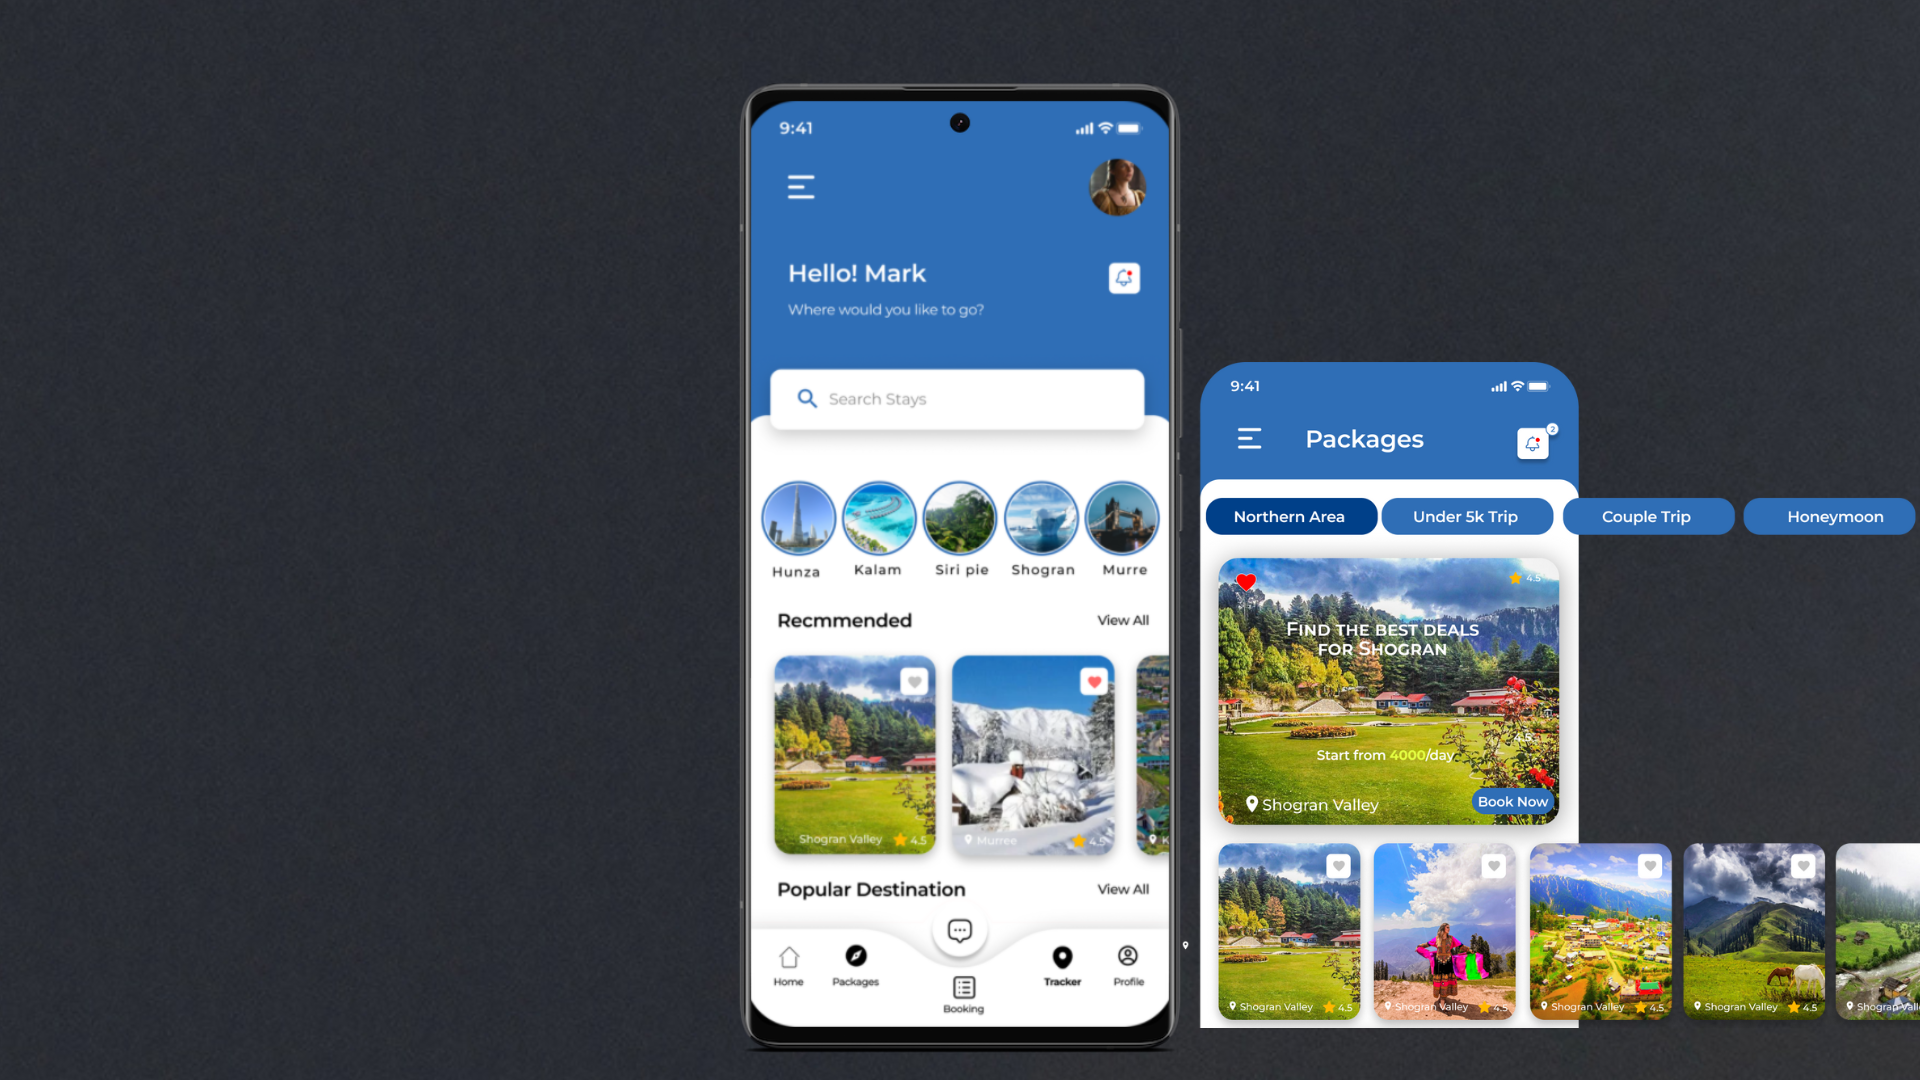 9:41
Hello! Mark
Where would you like to go?
Search Stays
Hunza
Kalam
Siri pie
Shogran
Murre
Recmmended
View All
Shogran Valley 4.5
Murree 4.5
K
Popular Destination
View All
Home
Packages
Booking
Tracker
Profile
9:41
Packages
2
Northern Area
Under 5k Trip
Couple Trip
Honeymoon
4.5
Find the best deals
for Shogran
4.5
Start from 4000/day
Shogran Valley
Book Now
Shogran Valley 4.5
Shogran Valley 4.5
Shogran Valley 4.5
Shogran Valley 4.5
Shogran Vall